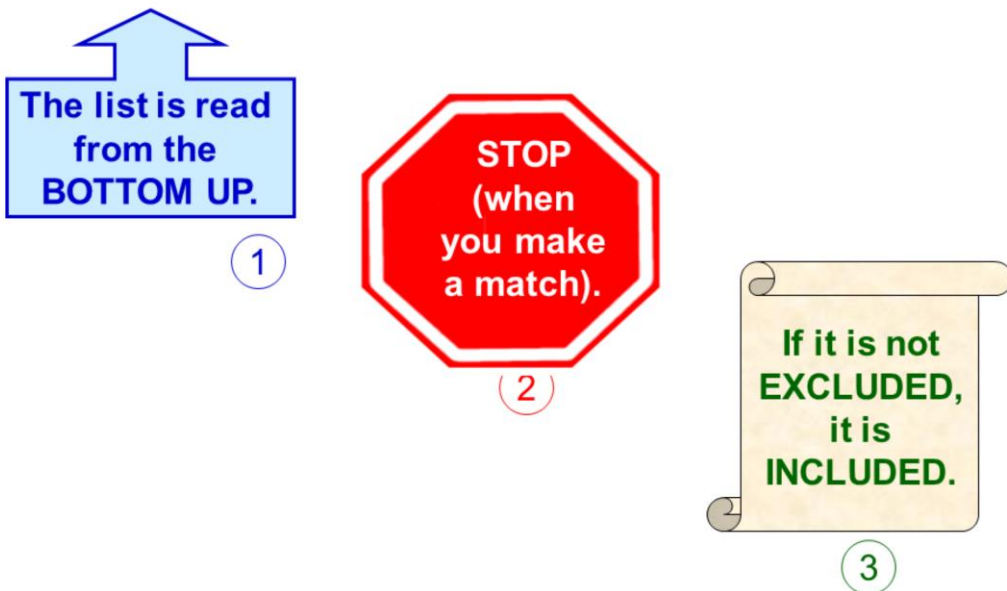 The list is read
from the
BOTTOM UP.
1
STOP
(when
you make
a match).
2
If it is not
EXCLUDED,
it is
INCLUDED.
3